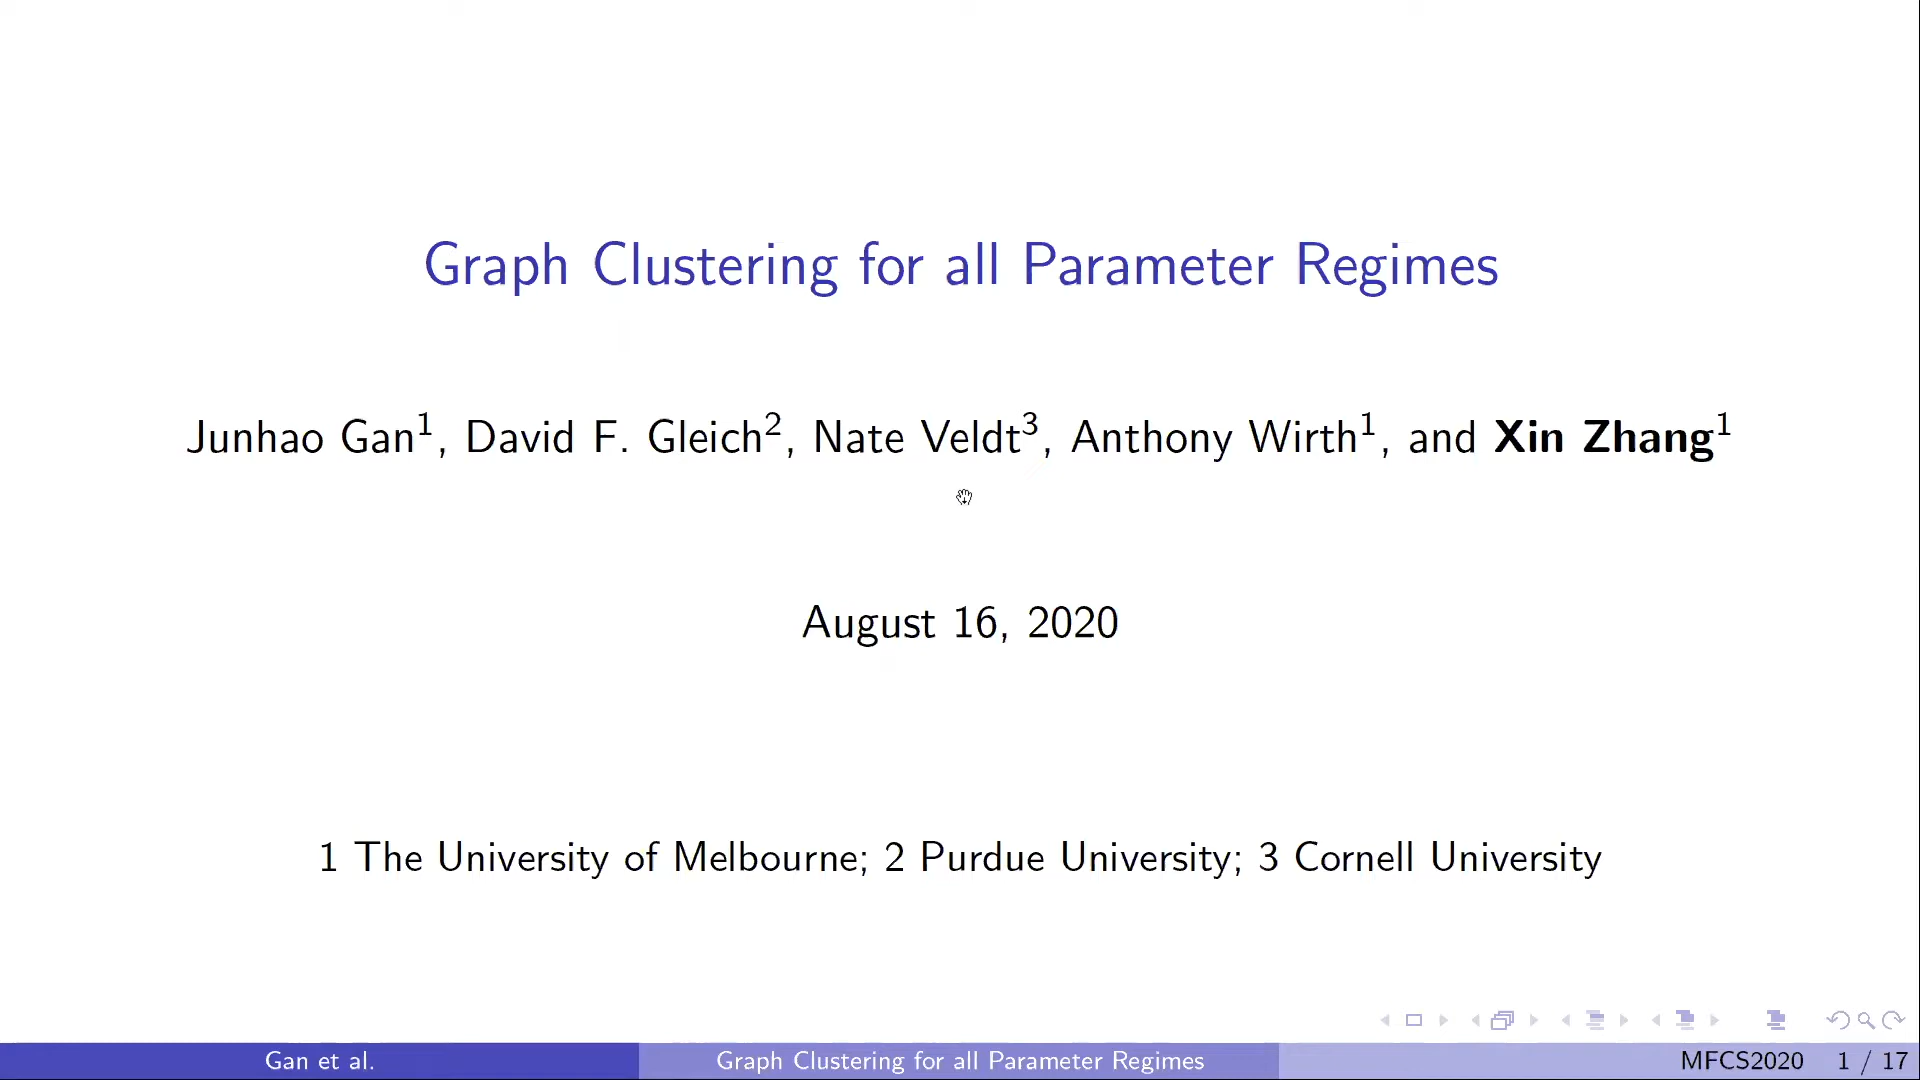 Graph Clustering for all Parameter Regimes
Junhao Gan¹, David F. Gleich², Nate Veldt³, Anthony Wirth¹, and Xin Zhang¹
August 16, 2020
1 The University of Melbourne; 2 Purdue University; 3 Cornell University
Gan et al. Graph Clustering for all Parameter Regimes MFCS2020 1 / 17